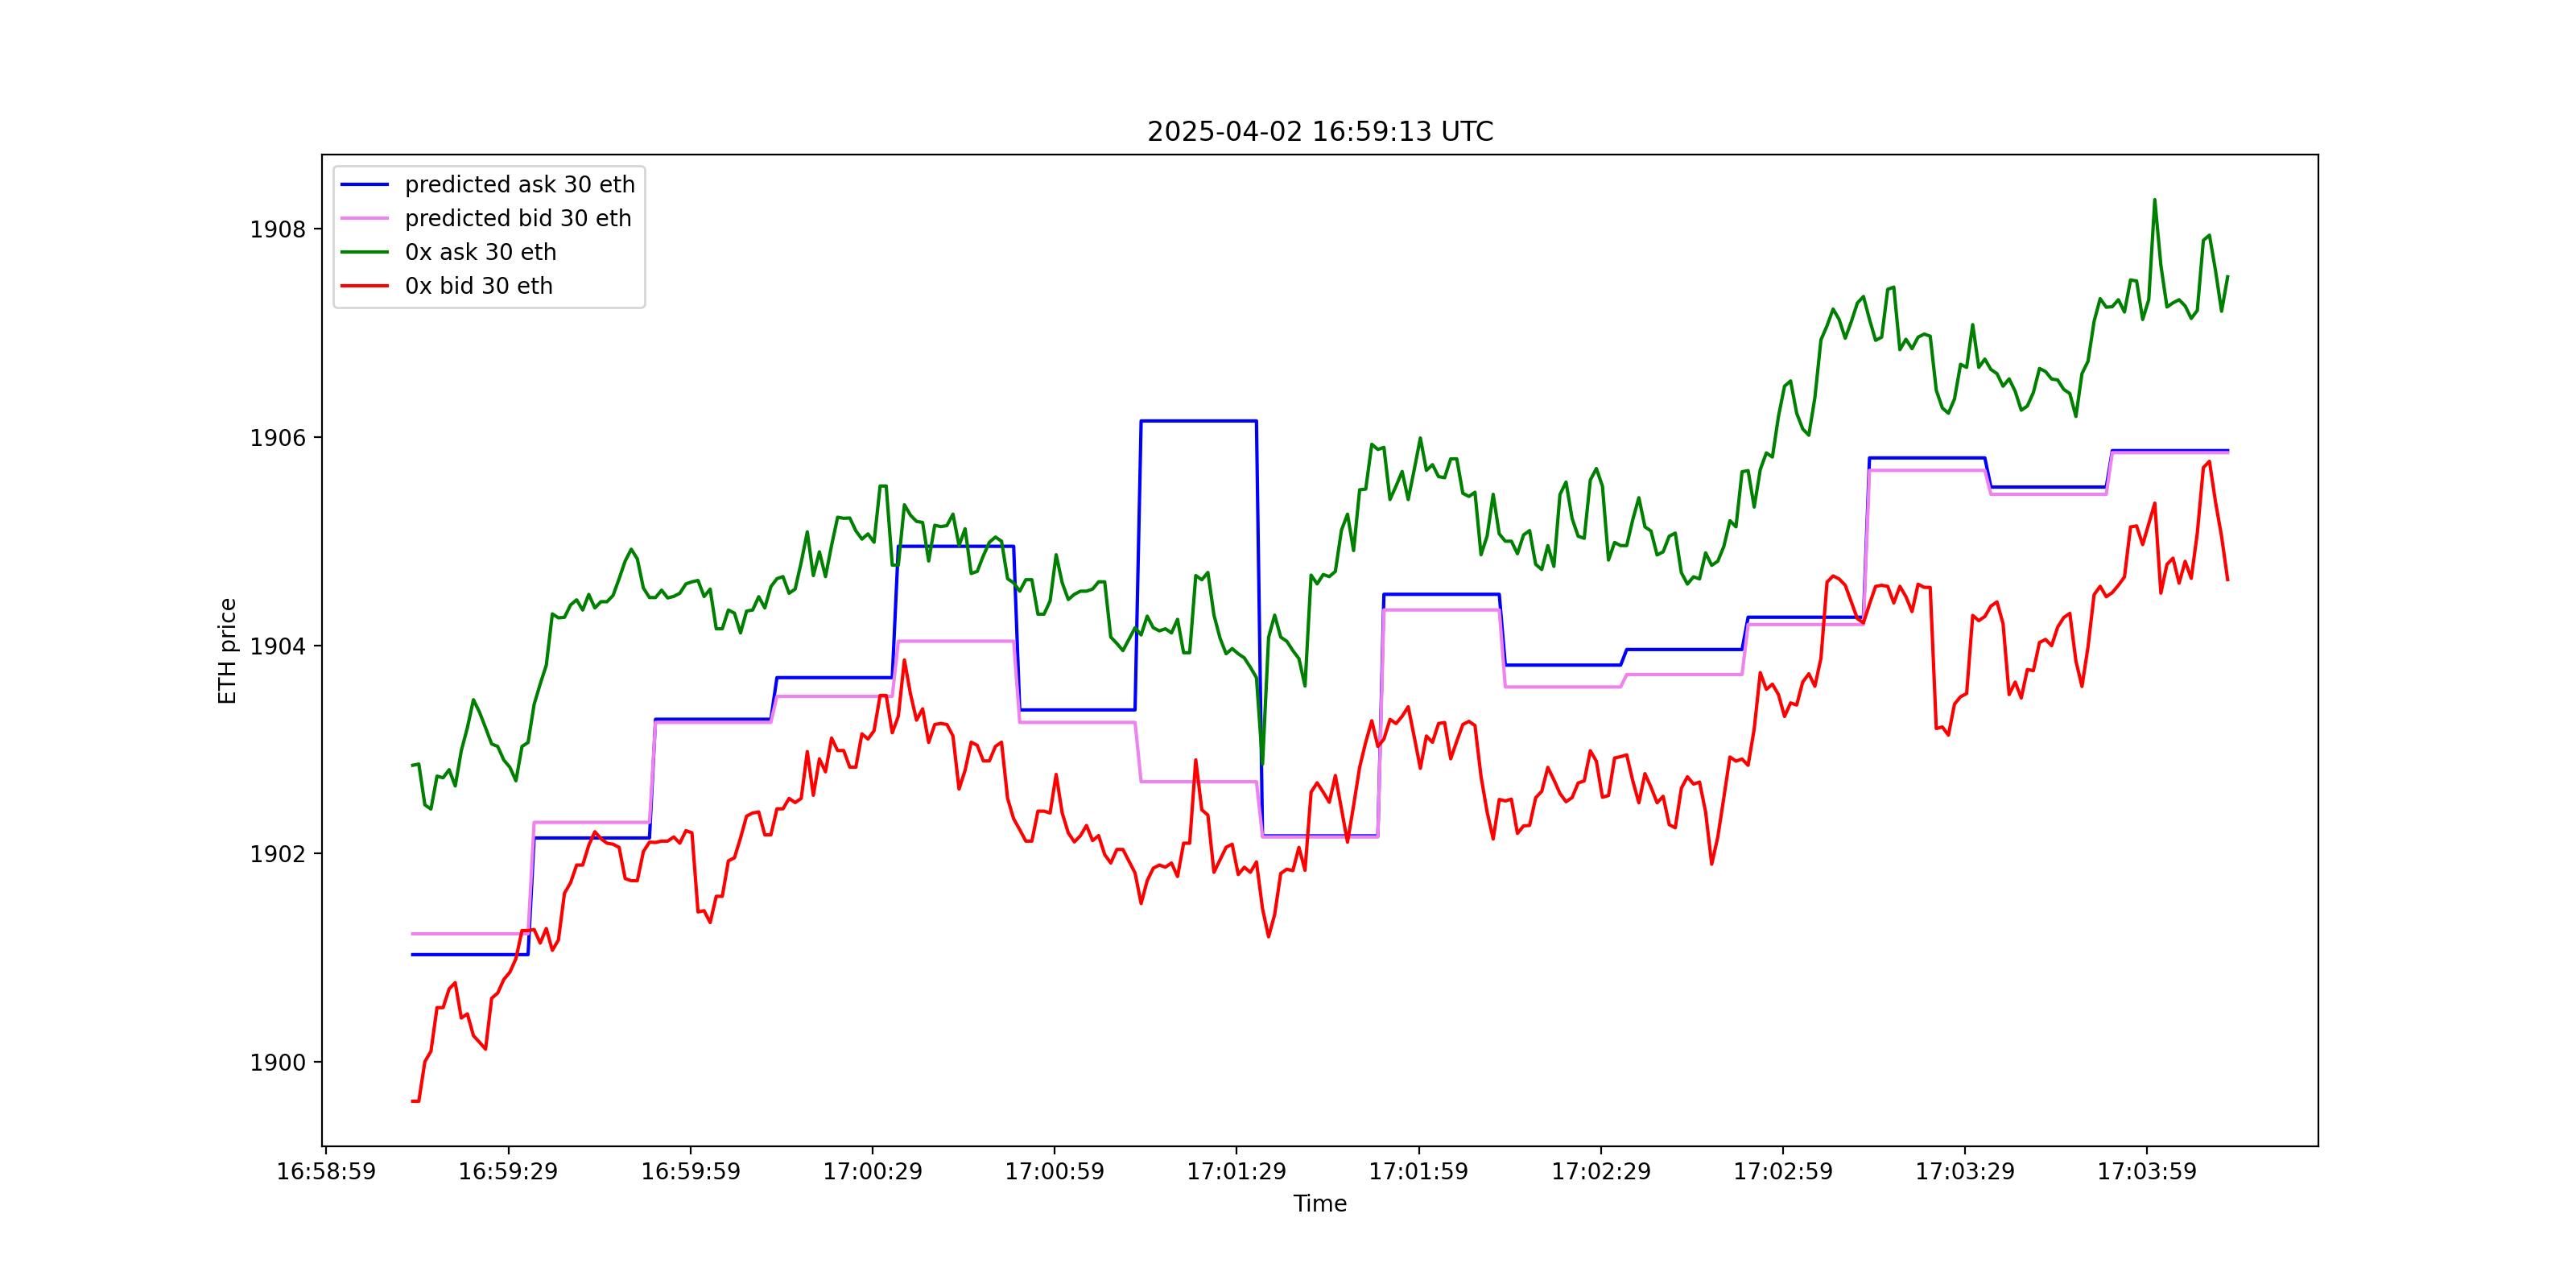 2025-04-02 16:59:13 UTC
predicted ask 30 eth
predicted bid 30 eth
0x ask 30 eth
0x bid 30 eth
1908
1906
1904
1902
1900
ETH price
16:58:59 16:59:29 16:59:59 17:00:29 17:00:59 17:01:29 17:01:59 17:02:29 17:02:59 17:03:29 17:03:59
Time